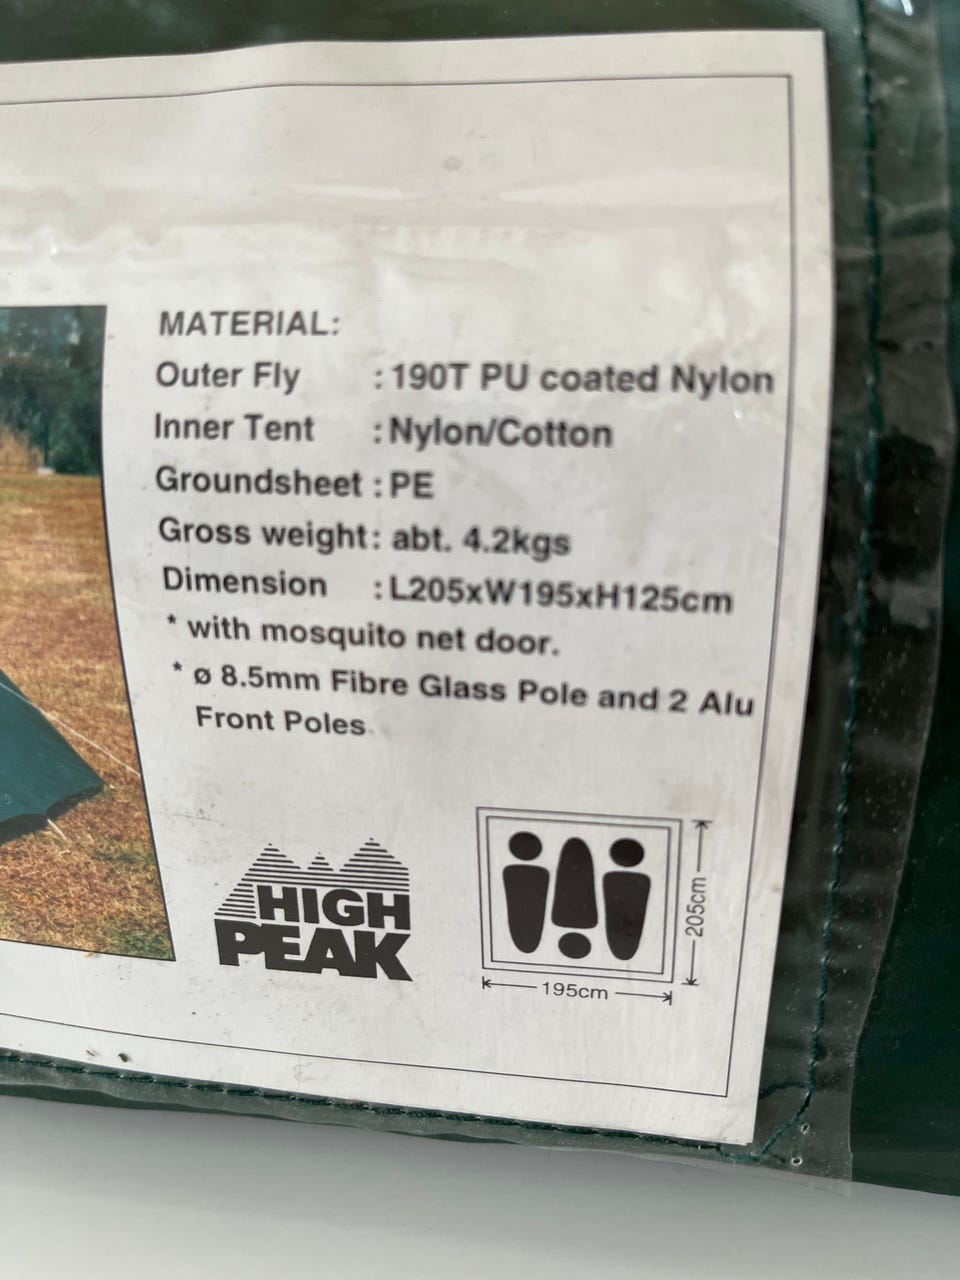 MATERIAL:
Outer Fly : 190T PU coated Nylon
Inner Tent : Nylon/Cotton
Groundsheet : PE
Gross weight : abt. 4.2kgs
Dimension : L205xW195xH125cm
* with mosquito net door.
* ø 8.5mm Fibre Glass Pole and 2 Alu
Front Poles
HIGH
PEAK
205cm
195cm